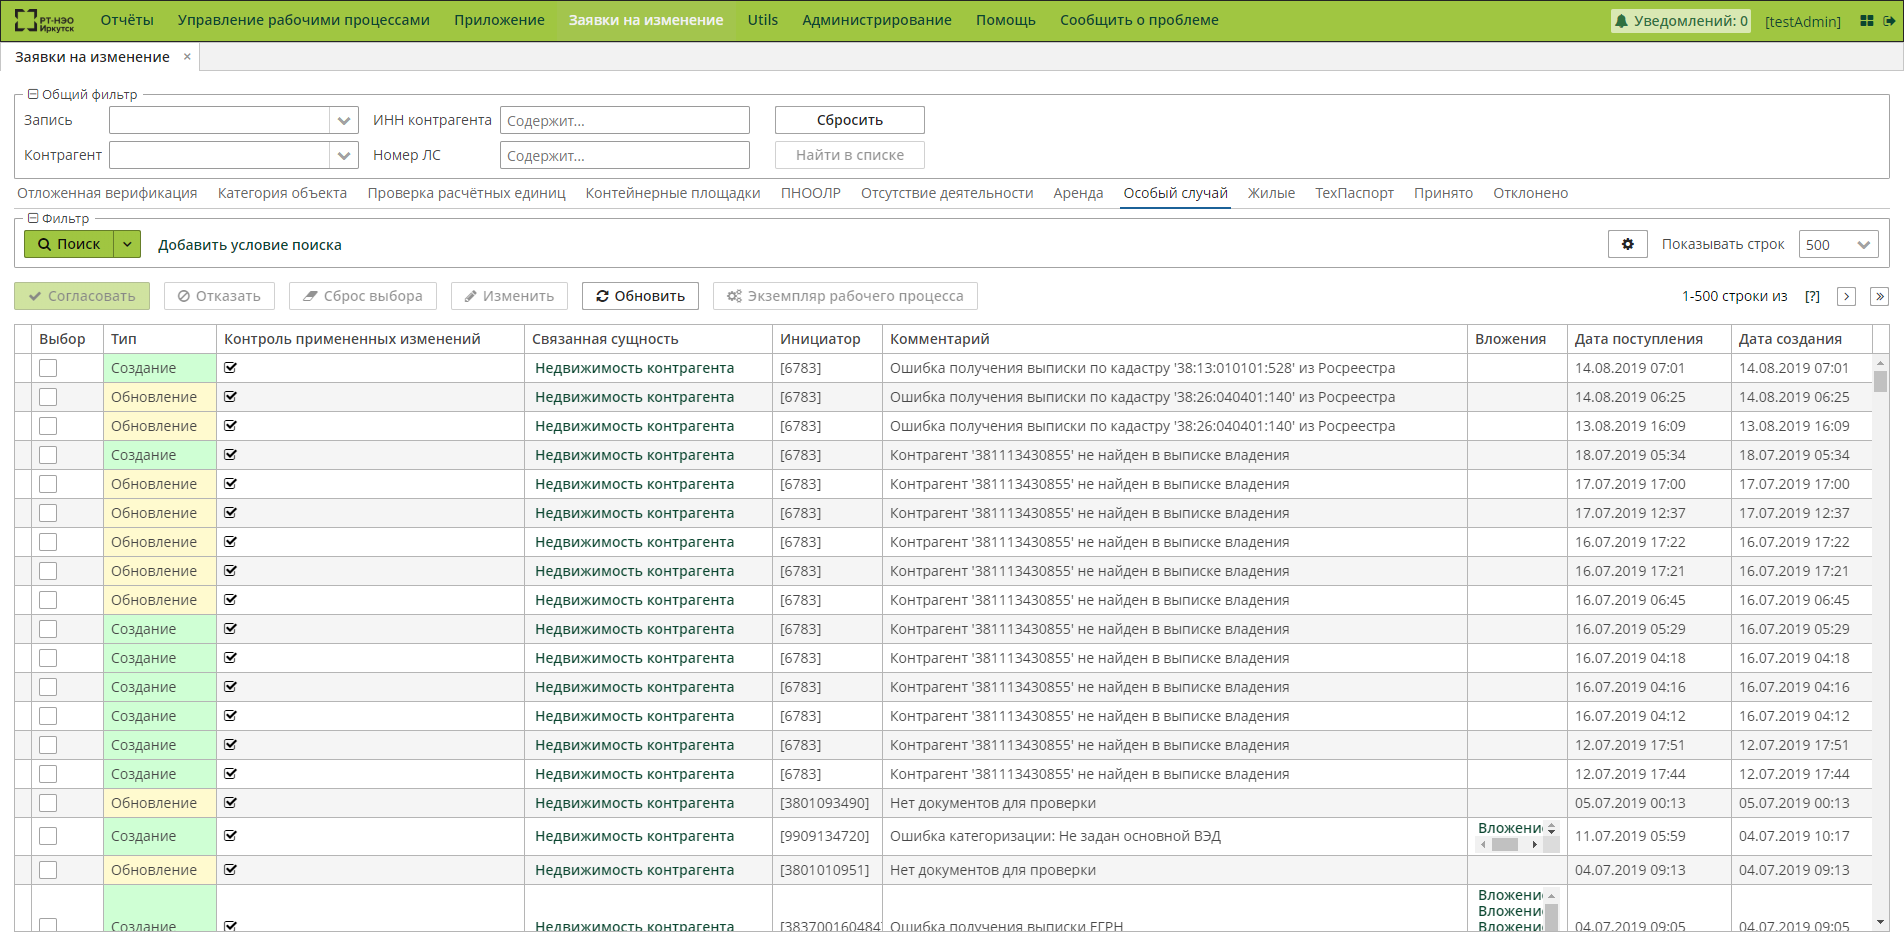 РТ-НЭО Иркутск Отчёты Управление рабочими процессами Приложение Заявки на изменение Utils Администрирование Помощь Сообщить о проблеме Уведомлений: 0 [testAdmin]
Заявки на изменение ×
Общий фильтр
Запись ИНН контрагента Содержит... Сбросить
Контрагент Номер ЛС Содержит... Найти в списке
Отложенная верификация Категория объекта Проверка расчётных единиц Контейнерные площадки ПНООЛР Отсутствие деятельности Аренда Особый случай Жилые ТехПаспорт Принято Отклонено
Фильтр
Поиск Добавить условие поиска Показывать строк 500
Согласовать Отказать Сброс выбора Изменить Обновить Экземпляр рабочего процесса 1-500 строки из [?]
Выбор Тип Контроль примененных изменений Связанная сущность Инициатор Комментарий Вложения Дата поступления Дата создания
Создание Недвижимость контрагента [6783] Ошибка получения выписки по кадастру '38:13:010101:528' из Росреестра 14.08.2019 07:01 14.08.2019 07:01
Обновление Недвижимость контрагента [6783] Ошибка получения выписки по кадастру '38:26:040401:140' из Росреестра 14.08.2019 06:25 14.08.2019 06:25
Обновление Недвижимость контрагента [6783] Ошибка получения выписки по кадастру '38:26:040401:140' из Росреестра 13.08.2019 16:09 13.08.2019 16:09
Создание Недвижимость контрагента [6783] Контрагент '381113430855' не найден в выписке владения 18.07.2019 05:34 18.07.2019 05:34
Обновление Недвижимость контрагента [6783] Контрагент '381113430855' не найден в выписке владения 17.07.2019 17:00 17.07.2019 17:00
Обновление Недвижимость контрагента [6783] Контрагент '381113430855' не найден в выписке владения 17.07.2019 12:37 17.07.2019 12:37
Обновление Недвижимость контрагента [6783] Контрагент '381113430855' не найден в выписке владения 16.07.2019 17:22 16.07.2019 17:22
Обновление Недвижимость контрагента [6783] Контрагент '381113430855' не найден в выписке владения 16.07.2019 17:21 16.07.2019 17:21
Обновление Недвижимость контрагента [6783] Контрагент '381113430855' не найден в выписке владения 16.07.2019 06:45 16.07.2019 06:45
Создание Недвижимость контрагента [6783] Контрагент '381113430855' не найден в выписке владения 16.07.2019 05:29 16.07.2019 05:29
Создание Недвижимость контрагента [6783] Контрагент '381113430855' не найден в выписке владения 16.07.2019 04:18 16.07.2019 04:18
Создание Недвижимость контрагента [6783] Контрагент '381113430855' не найден в выписке владения 16.07.2019 04:16 16.07.2019 04:16
Создание Недвижимость контрагента [6783] Контрагент '381113430855' не найден в выписке владения 16.07.2019 04:12 16.07.2019 04:12
Создание Недвижимость контрагента [6783] Контрагент '381113430855' не найден в выписке владения 12.07.2019 17:51 12.07.2019 17:51
Создание Недвижимость контрагента [6783] Контрагент '381113430855' не найден в выписке владения 12.07.2019 17:44 12.07.2019 17:44
Обновление Недвижимость контрагента [3801093490] Нет документов для проверки 05.07.2019 00:13 05.07.2019 00:13
Создание Недвижимость контрагента [9909134720] Ошибка категоризации: Не задан основной ВЭД Вложени 11.07.2019 05:59 04.07.2019 10:17
Обновление Недвижимость контрагента [3801010951] Нет документов для проверки 04.07.2019 09:13 04.07.2019 09:13
Вложени
Вложени
Создание Недвижимость контрагента [383700160484 Ошибка получения выписки ЕГРН Вложени 04.07.2019 09:05 04.07.2019 09:05